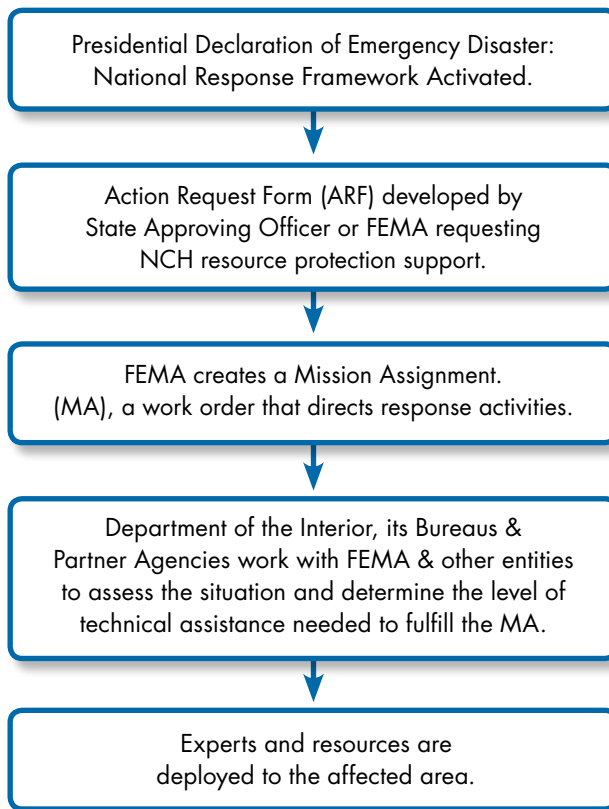 Presidential Declaration of Emergency Disaster:
National Response Framework Activated.
Action Request Form (ARF) developed by
State Approving Officer or FEMA requesting
NCH resource protection support.
FEMA creates a Mission Assignment.
(MA), a work order that directs response activities.
Department of the Interior, its Bureaus &
Partner Agencies work with FEMA & other entities
to assess the situation and determine the level of
technical assistance needed to fulfill the MA.
Experts and resources are
deployed to the affected area.